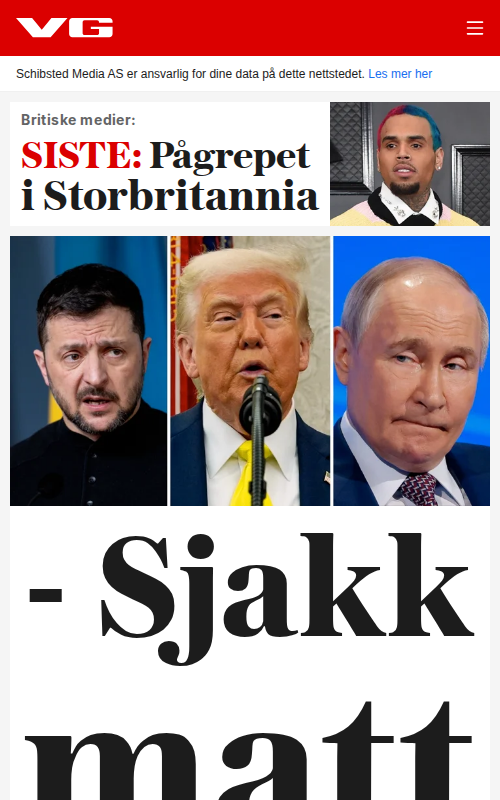 VG
Schibsted Media AS er ansvarlig for dine data på dette nettstedet. Les mer her
Britiske medier:
SISTE: Pågrepet
i Storbritannia
- Sjakk
matt